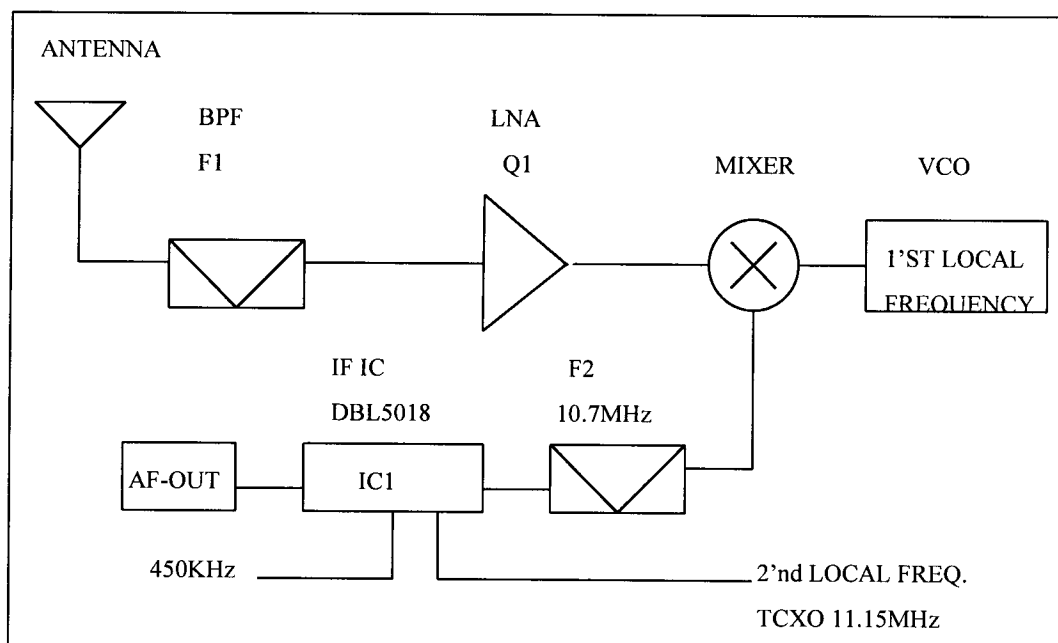 ANTENNA
BPF
F1
LNA
Q1
MIXER
VCO
1'ST LOCAL
FREQUENCY
IF IC
DBL5018
F2
10.7MHz
AF-OUT
IC1
450KHz
2'nd LOCAL FREQ.
TCXO 11.15MHz